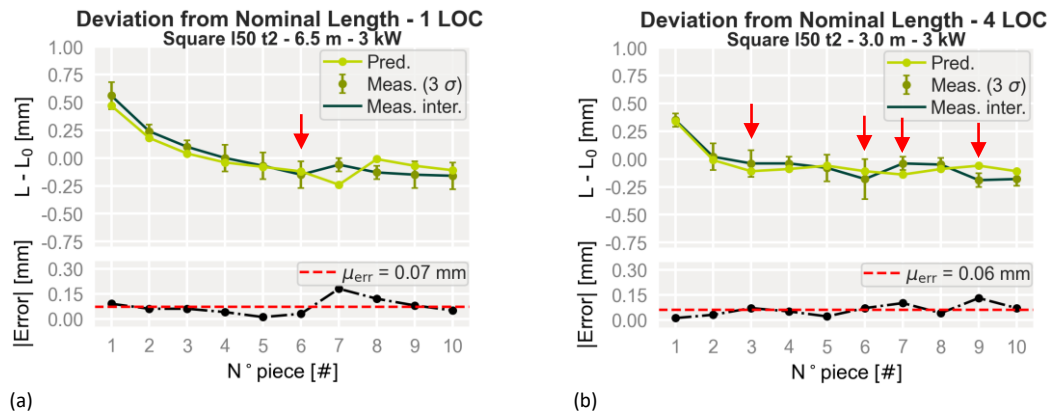 Deviation from Nominal Length - 1 LOC
Square l50 t2 - 6.5 m - 3 kW
L - L₀ [mm]
1.00
0.75
0.50
0.25
0.00
-0.25
-0.50
-0.75
Pred.
Meas. (3 σ)
Meas. inter.
|Error| [mm]
0.30
0.15
0.00
μerr = 0.07 mm
1 2 3 4 5 6 7 8 9 10
N° piece [#]
(a)
Deviation from Nominal Length - 4 LOC
Square l50 t2 - 3.0 m - 3 kW
L - L₀ [mm]
1.00
0.75
0.50
0.25
0.00
-0.25
-0.50
-0.75
Pred.
Meas. (3 σ)
Meas. inter.
|Error| [mm]
0.30
0.15
0.00
μerr = 0.06 mm
1 2 3 4 5 6 7 8 9 10
N° piece [#]
(b)